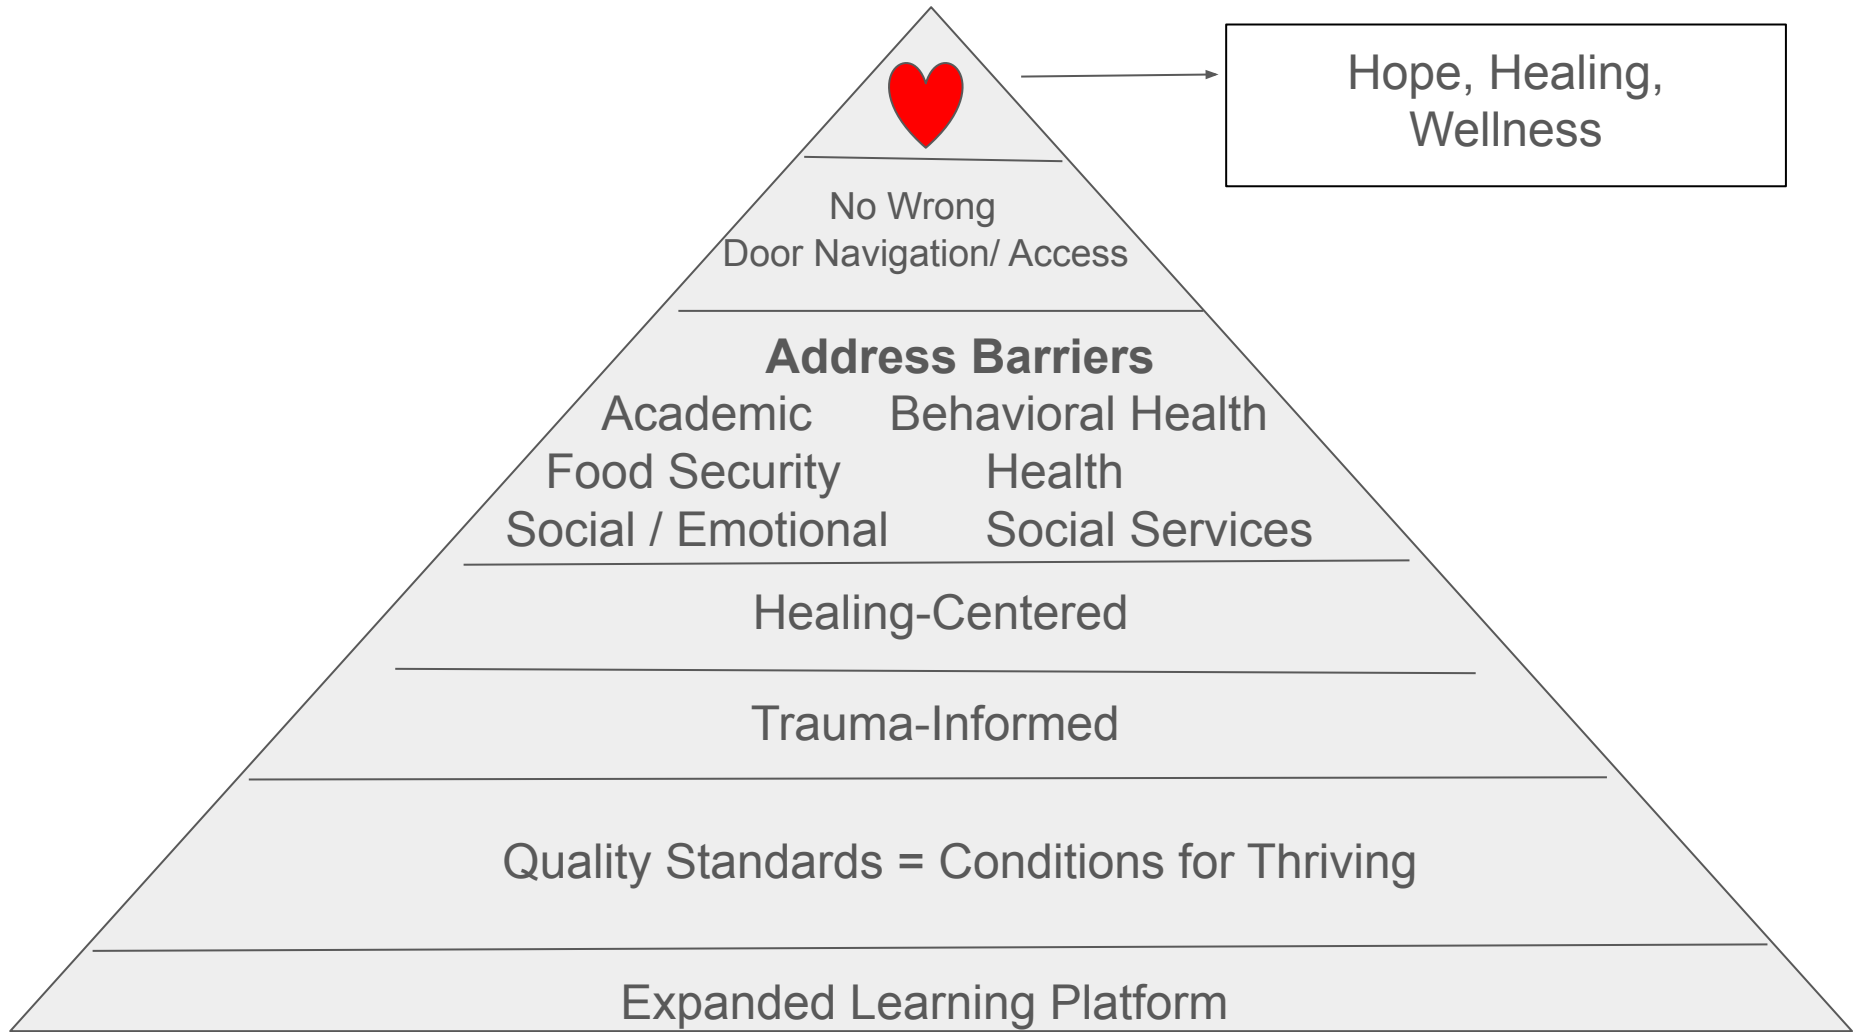 Hope, Healing,
Wellness
No Wrong
Door Navigation/ Access
Address Barriers
Academic Behavioral Health
Food Security Health
Social / Emotional Social Services
Healing-Centered
Trauma-Informed
Quality Standards = Conditions for Thriving
Expanded Learning Platform